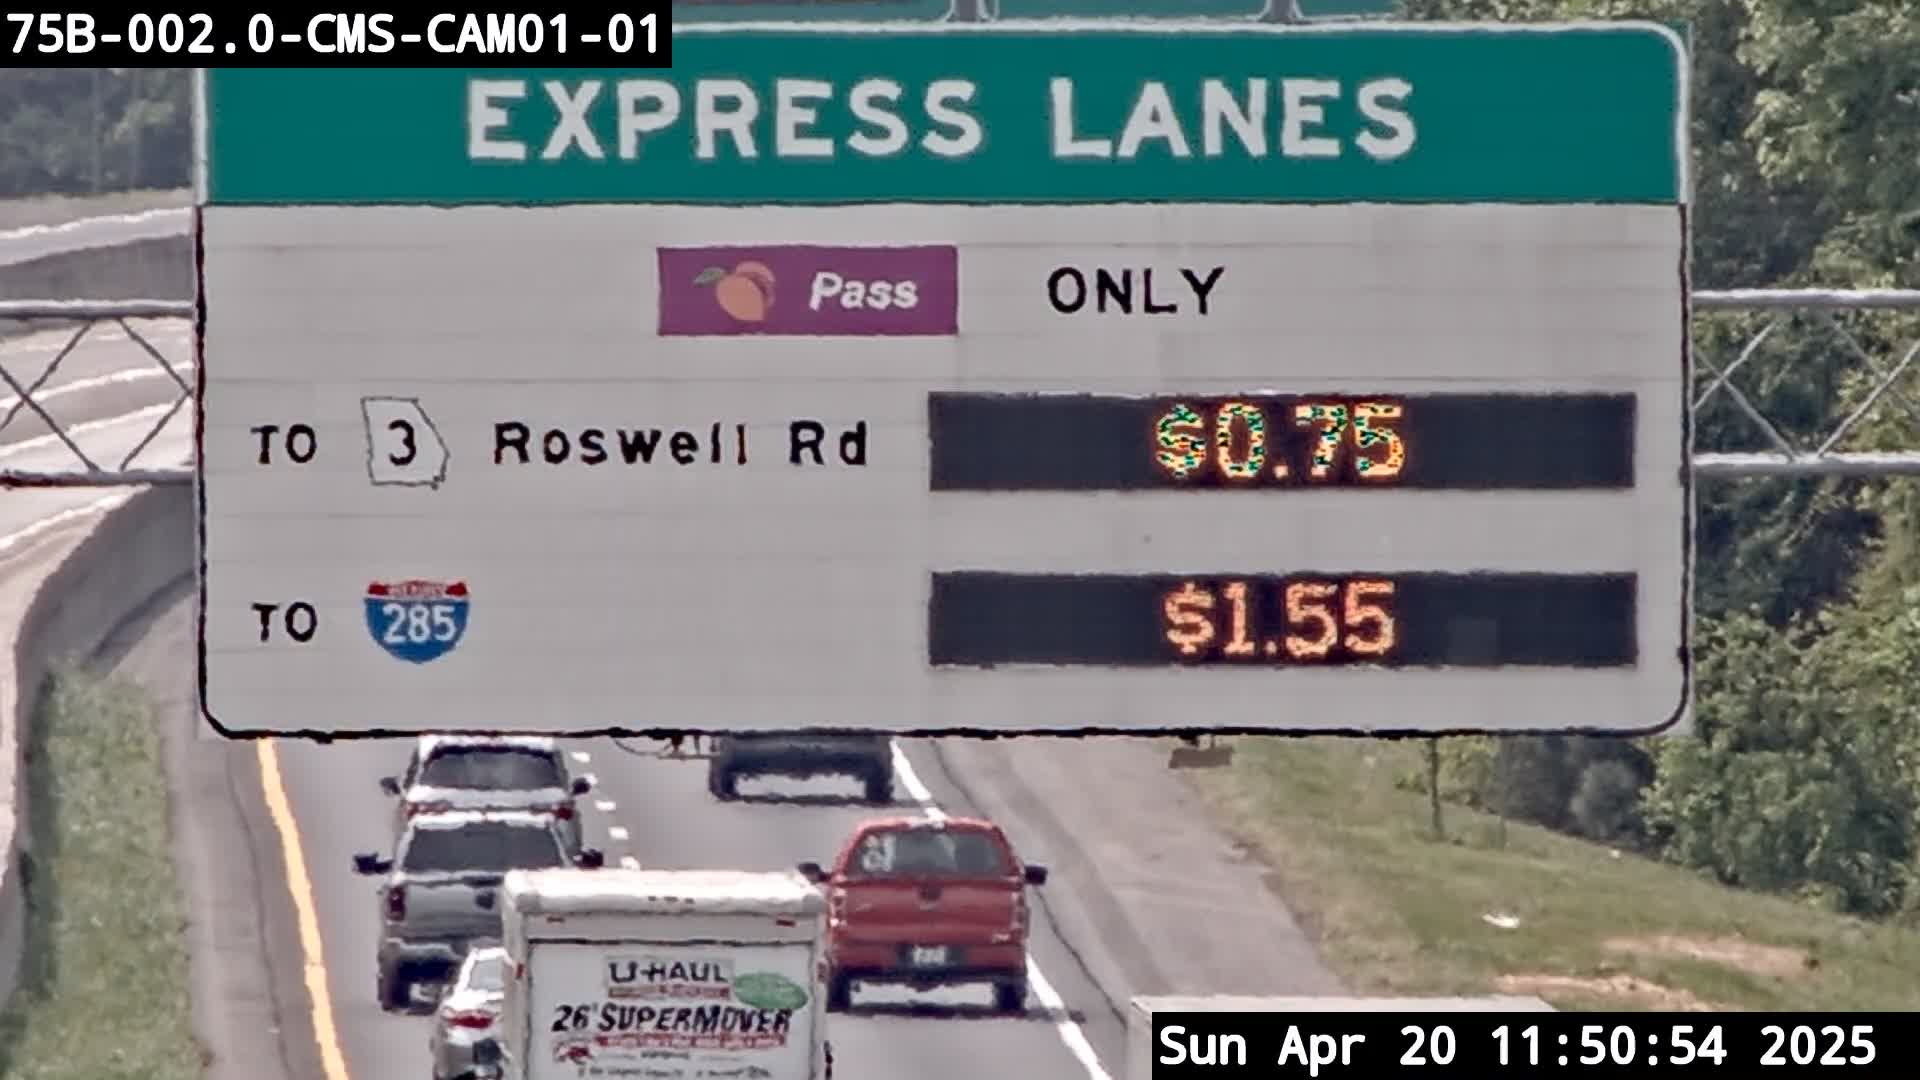 75B-002.0-CMS-CAM01-01
EXPRESS LANES
Pass ONLY
TO 3 Roswell Rd $0.75
TO 285 $1.55
U-HAUL
26' SUPERMOVER
Sun Apr 20 11:50:54 2025